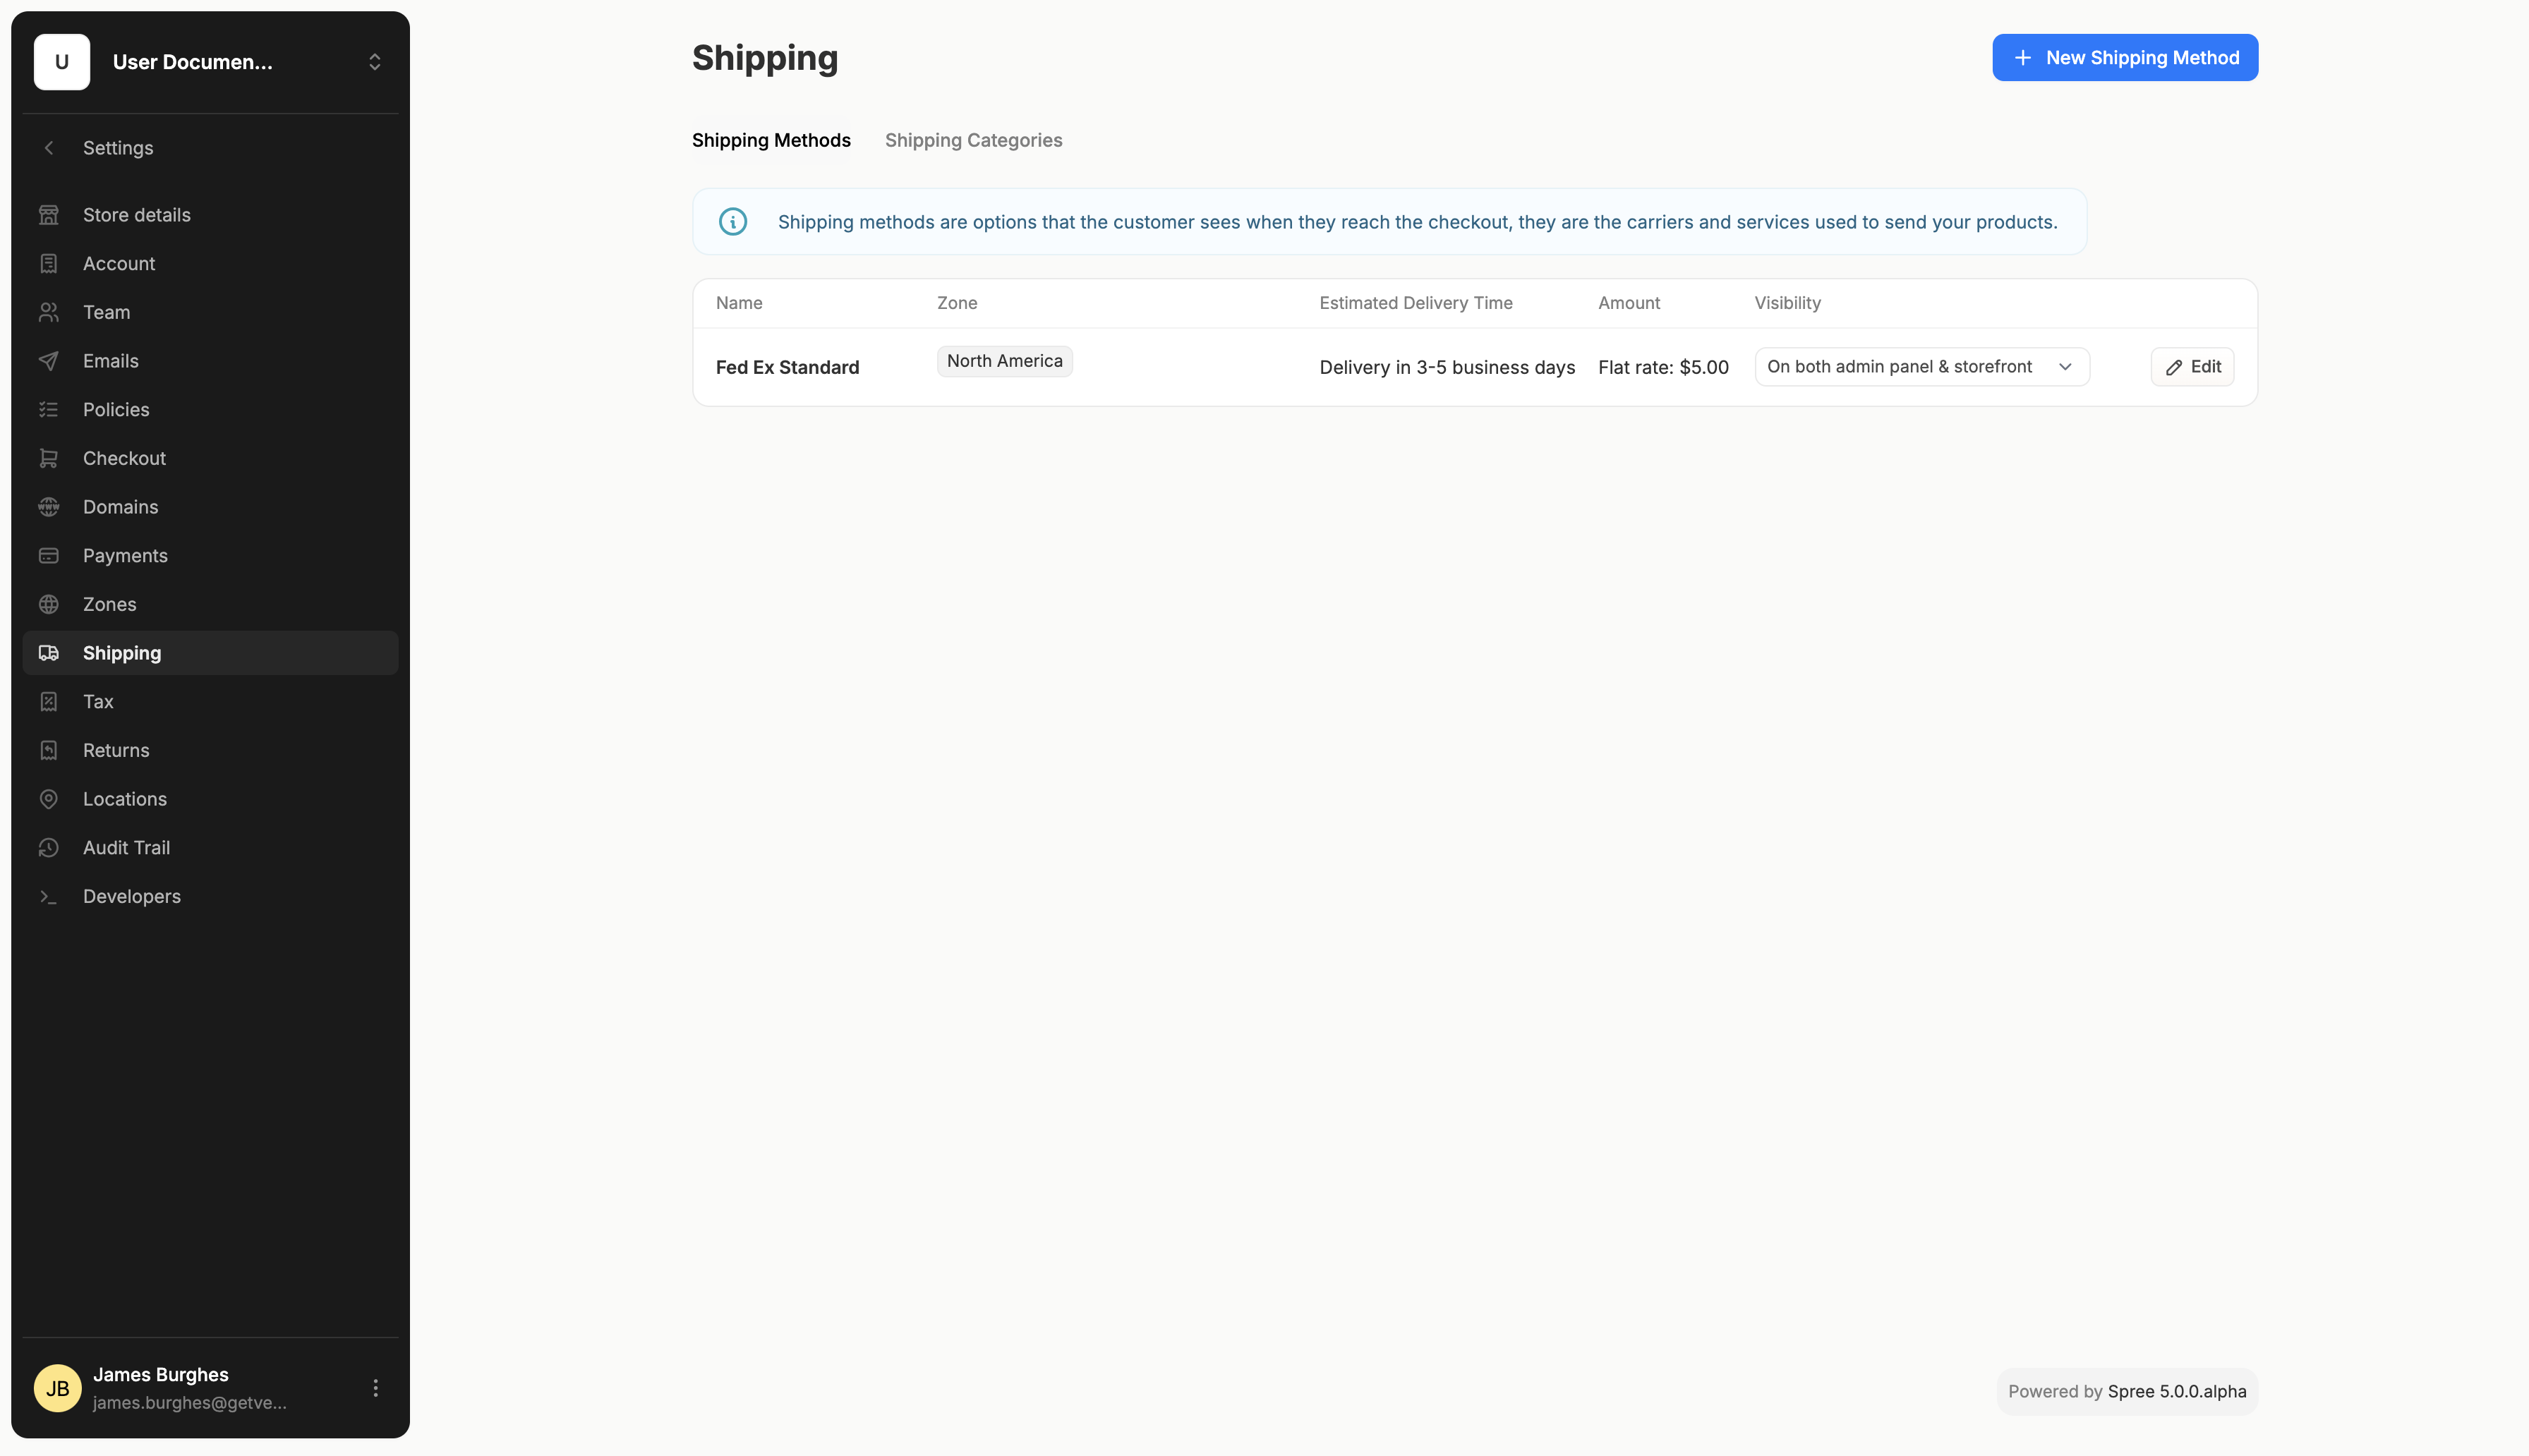 U
User Documen...
Settings
Store details
Account
Team
Emails
Policies
Checkout
Domains
Payments
Zones
Shipping
Tax
Returns
Locations
Audit Trail
Developers
JB
James Burghes
james.burghes@getve...
Shipping
New Shipping Method
Shipping Methods Shipping Categories
Shipping methods are options that the customer sees when they reach the checkout, they are the carriers and services used to send your products.
Name Zone Estimated Delivery Time Amount Visibility
Fed Ex Standard North America Delivery in 3-5 business days Flat rate: $5.00 On both admin panel & storefront Edit
Powered by Spree 5.0.0.alpha